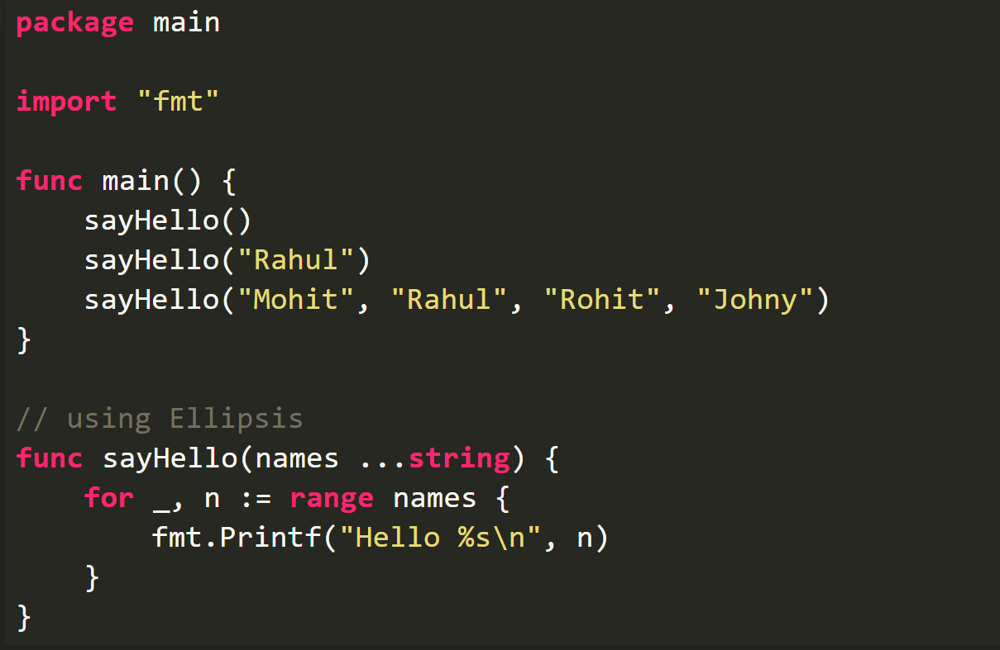 package main
import "fmt"
func main() {
    sayHello()
    sayHello("Rahul")
    sayHello("Mohit", "Rahul", "Rohit", "Johny")
}
// using Ellipsis
func sayHello(names ...string) {
    for _, n := range names {
        fmt.Printf("Hello %s\n", n)
    }
}